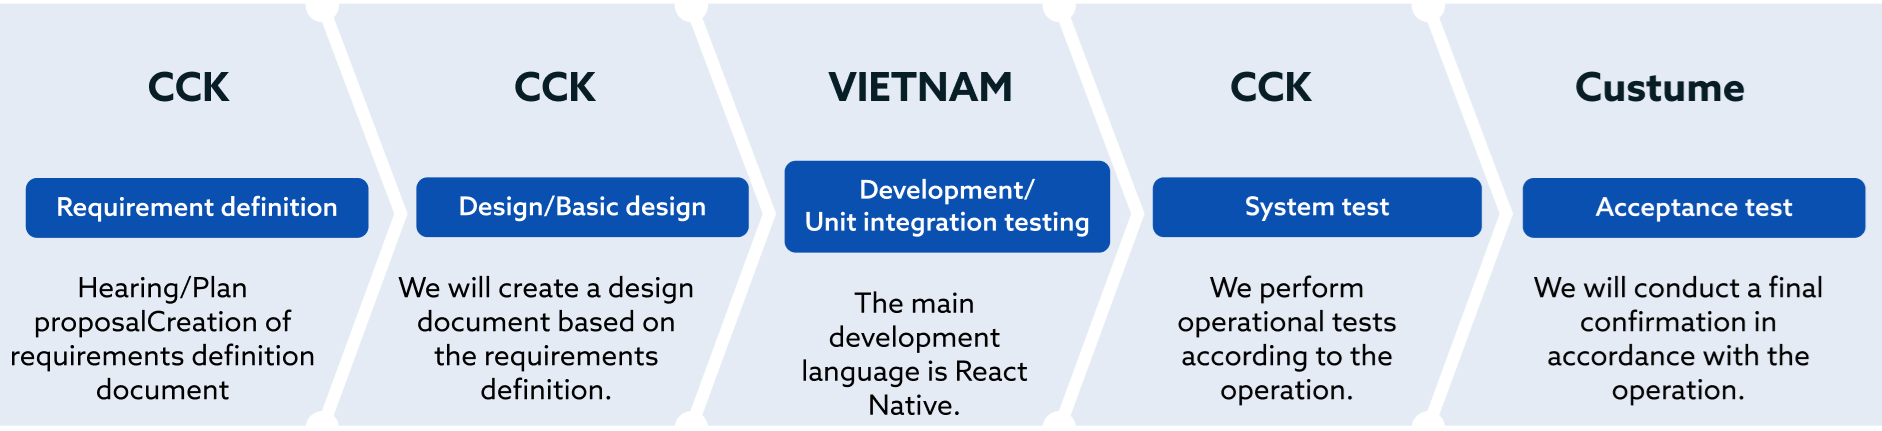 CCK
Requirement definition
Hearing/Plan
proposalCreation of
requirements definition
document
CCK
Design/Basic design
We will create a design
document based on
the requirements
definition.
VIETNAM
Development/
Unit integration testing
The main
development
language is React
Native.
CCK
System test
We perform
operational tests
according to the
operation.
Custume
Acceptance test
We will conduct a final
confirmation in
accordance with the
operation.